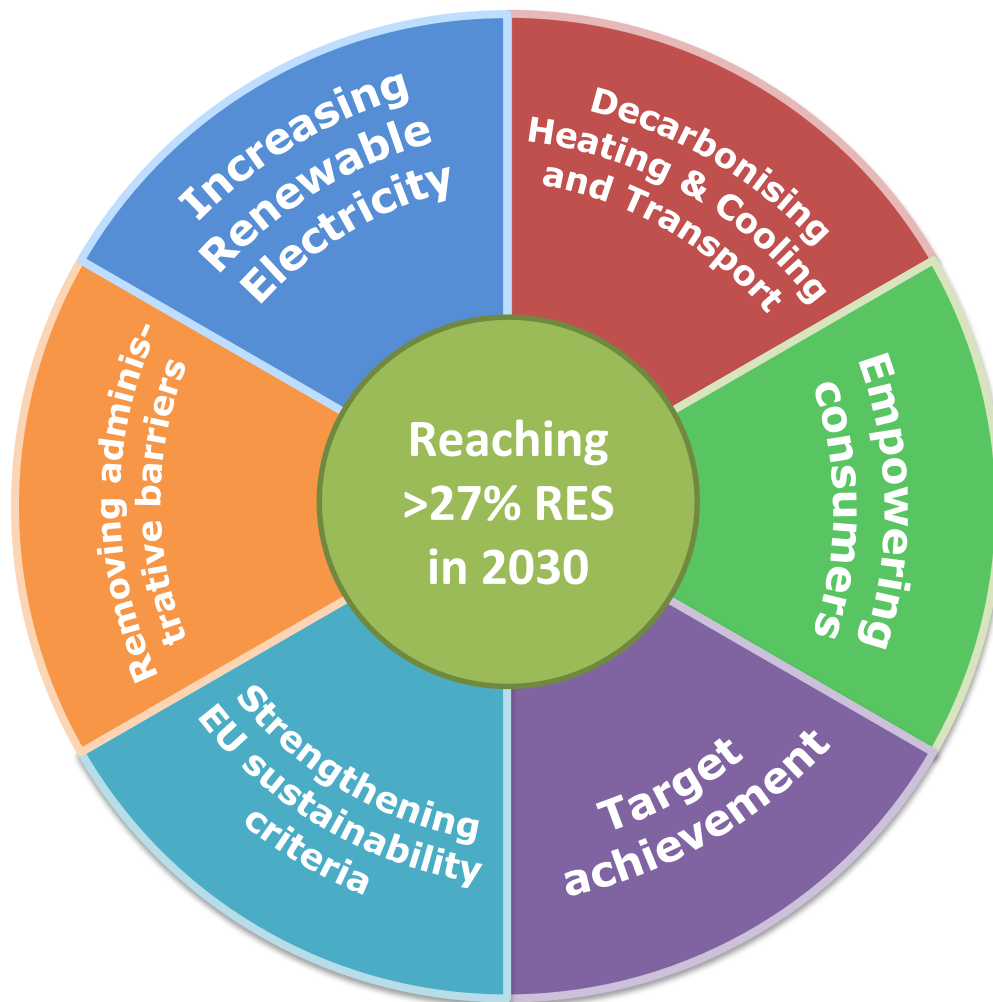 Increasing
Renewable
Electricity
Decarbonising
Heating & Cooling
and Transport
Empowering
consumers
Target
achievement
Strengthening
EU sustainability
criteria
Removing adminis-
trative barriers
Reaching
>27% RES
in 2030